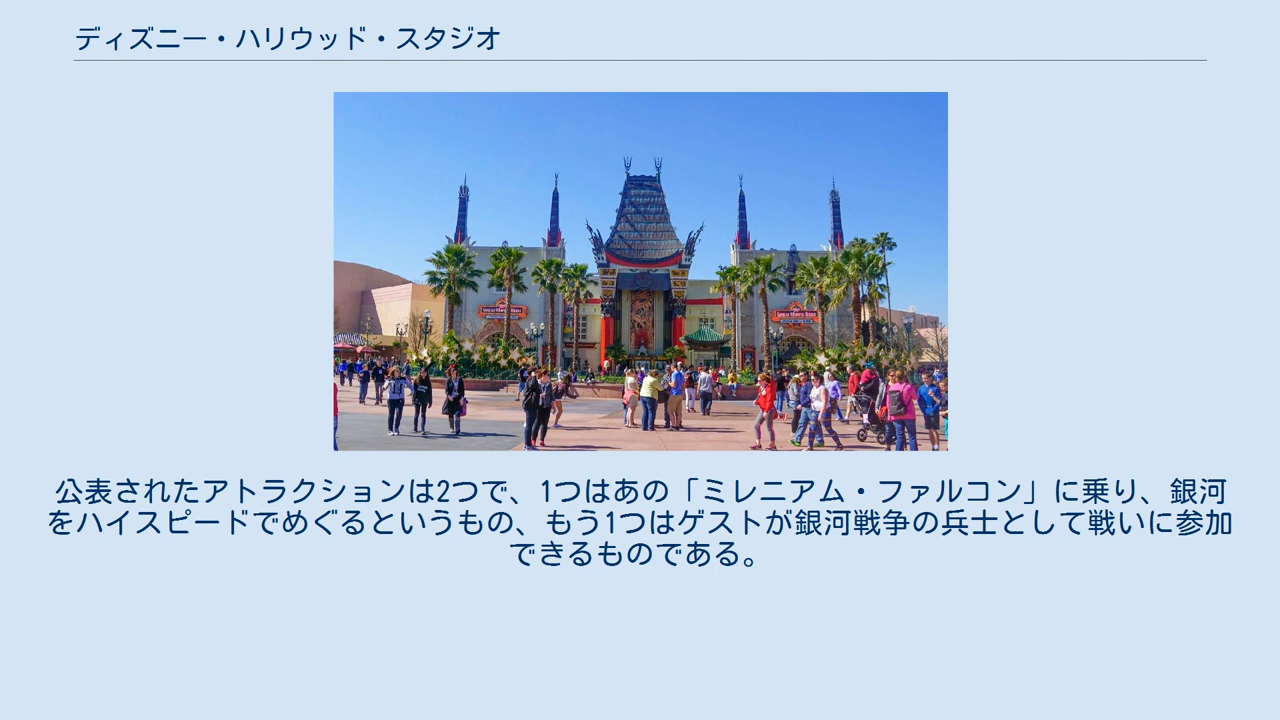 ディズニー・ハリウッド・スタジオ
公表されたアトラクションは2つで、1つはあの「ミレニアム・ファルコン」に乗り、銀河
をハイスピードでめぐるというもの、もう1つはゲストが銀河戦争の兵士として戦いに参加
できるものである。